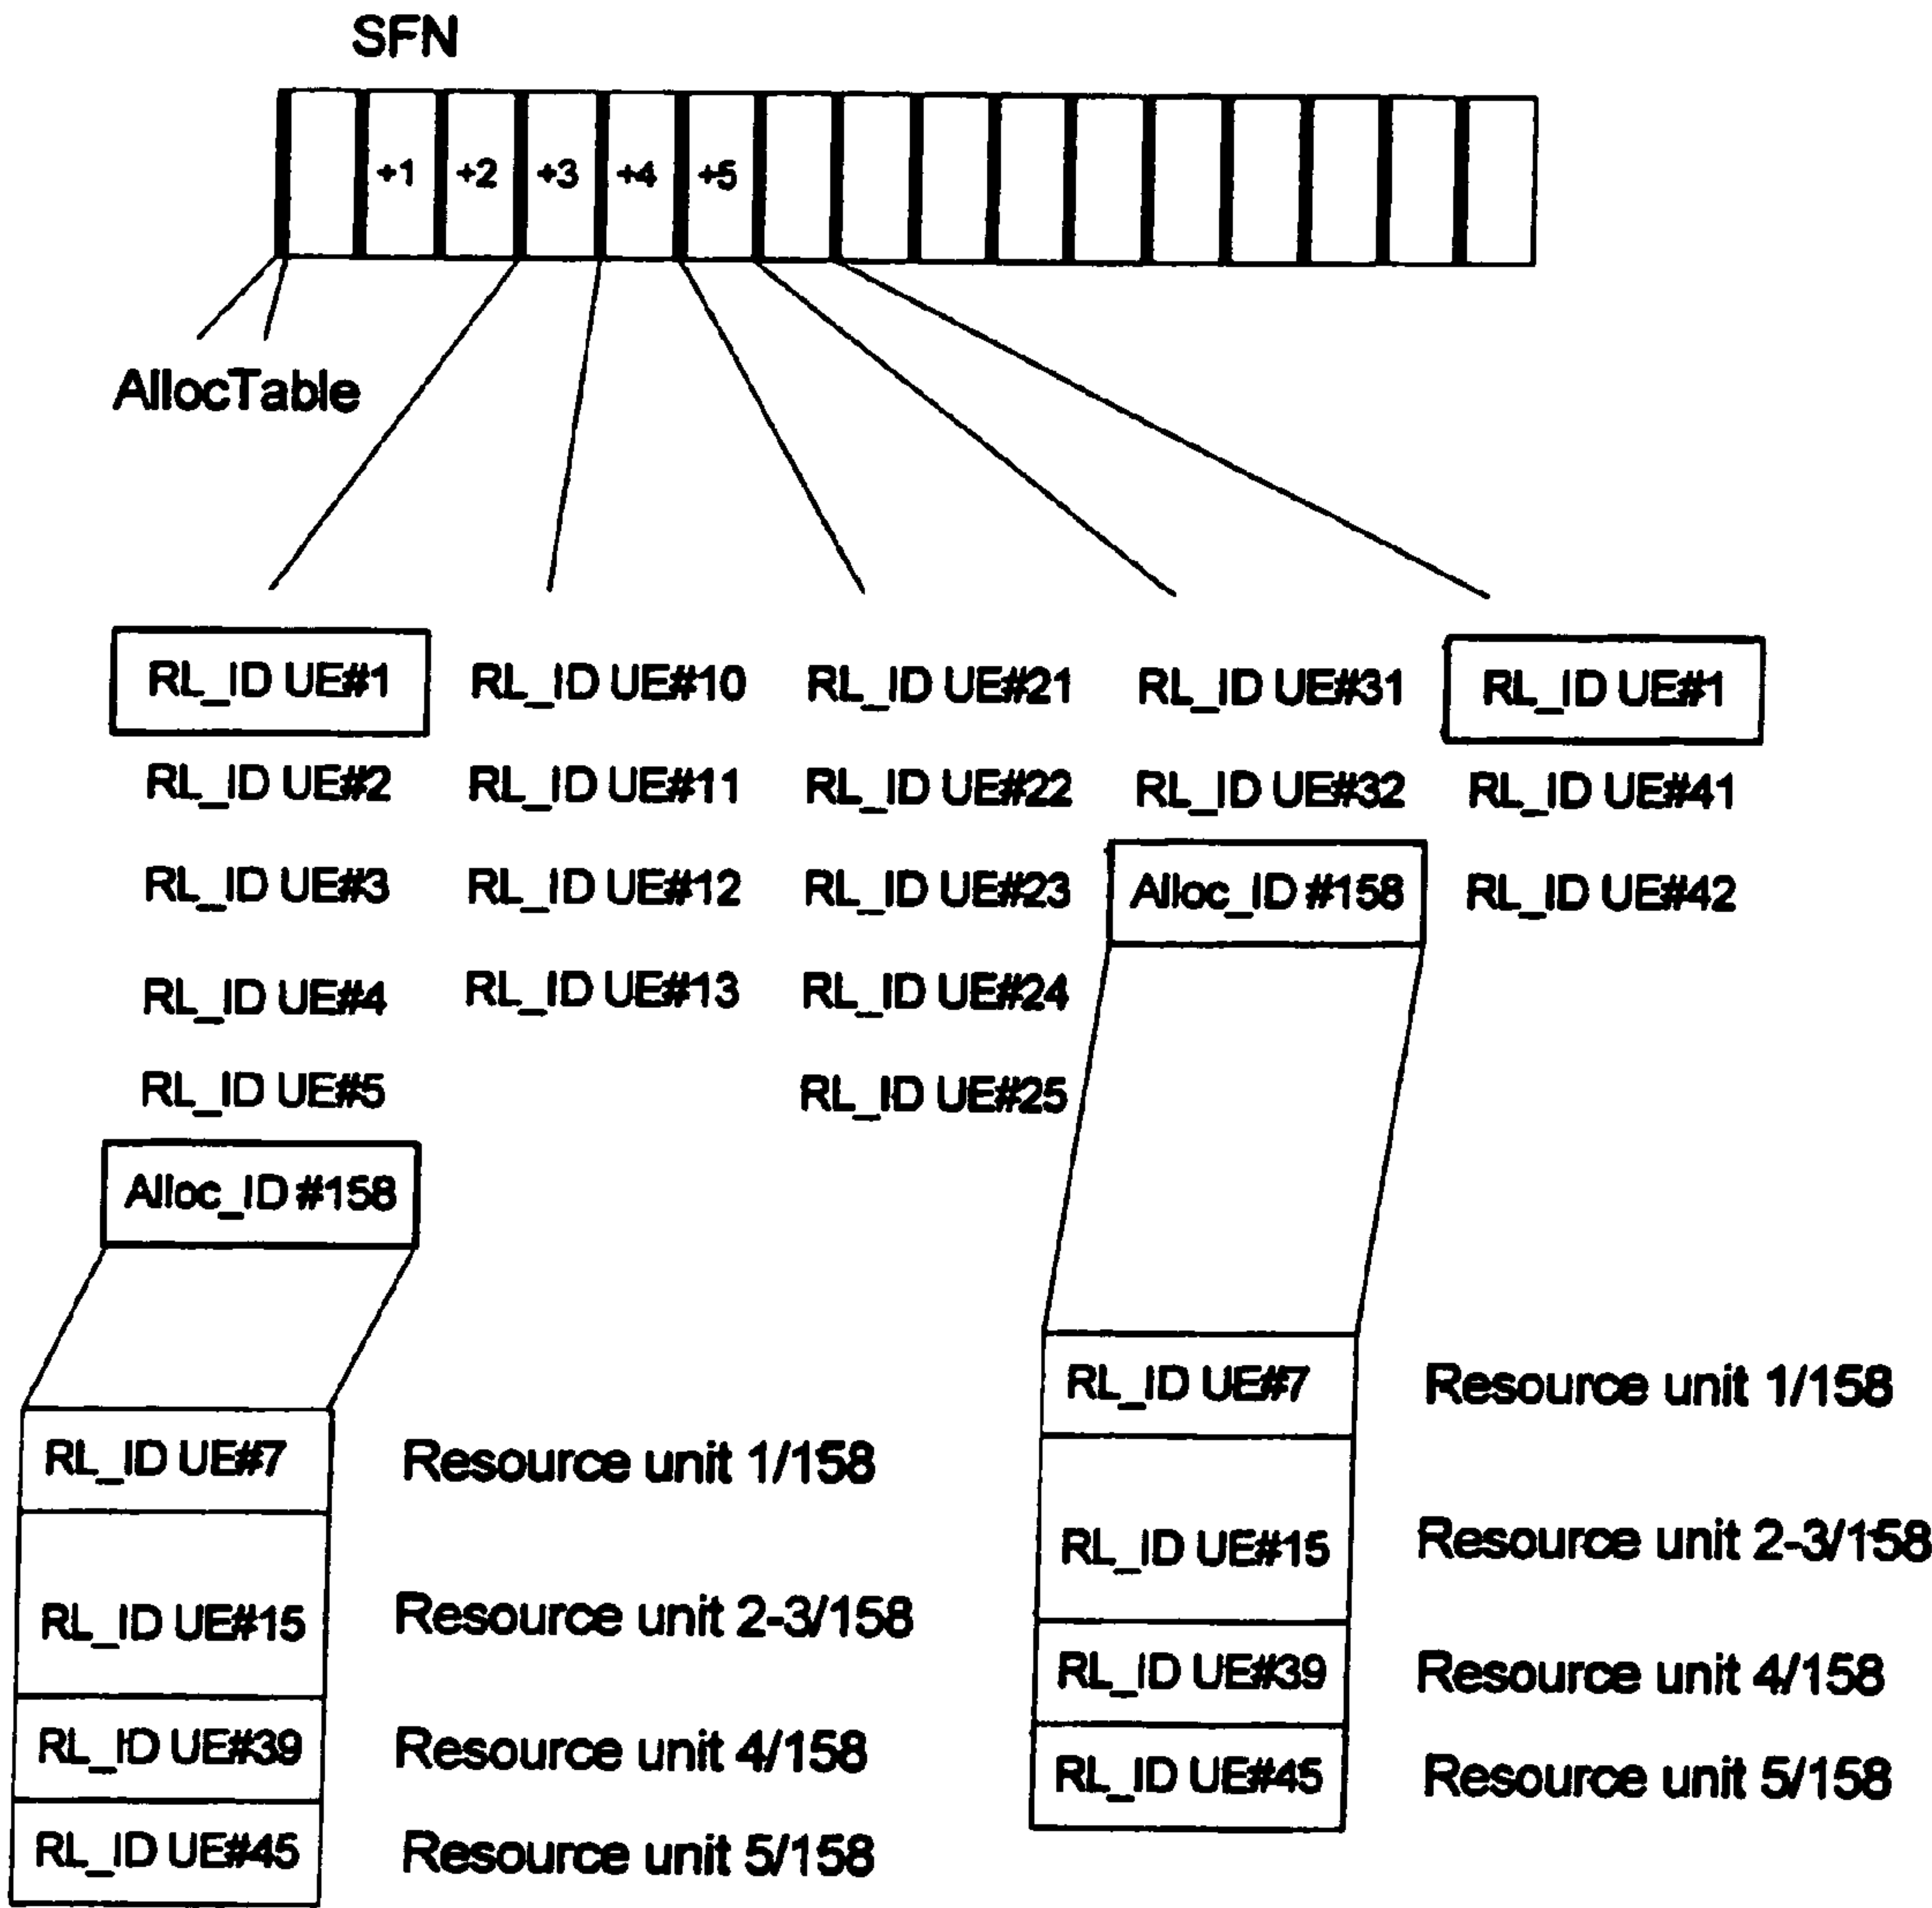 SFN
+1 +2 +3 +4 +5
AllocTable
RL_ID UE#1 RL_ID UE#10 RL_ID UE#21 RL_ID UE#31 RL_ID UE#1
RL_ID UE#2 RL_ID UE#11 RL_ID UE#22 RL_ID UE#32 RL_ID UE#41
RL_ID UE#3 RL_ID UE#12 RL_ID UE#23 Alloc_ID #158 RL_ID UE#42
RL_ID UE#4 RL_ID UE#13 RL_ID UE#24
RL_ID UE#5 RL_ID UE#25
Alloc_ID #158
RL_ID UE#7 Resource unit 1/158
RL_ID UE#7 Resource unit 1/158
RL_ID UE#15 Resource unit 2-3/158
RL_ID UE#15 Resource unit 2-3/158
RL_ID UE#39 Resource unit 4/158
RL_ID UE#39 Resource unit 4/158
RL_ID UE#45 Resource unit 5/158
RL_ID UE#45 Resource unit 5/158